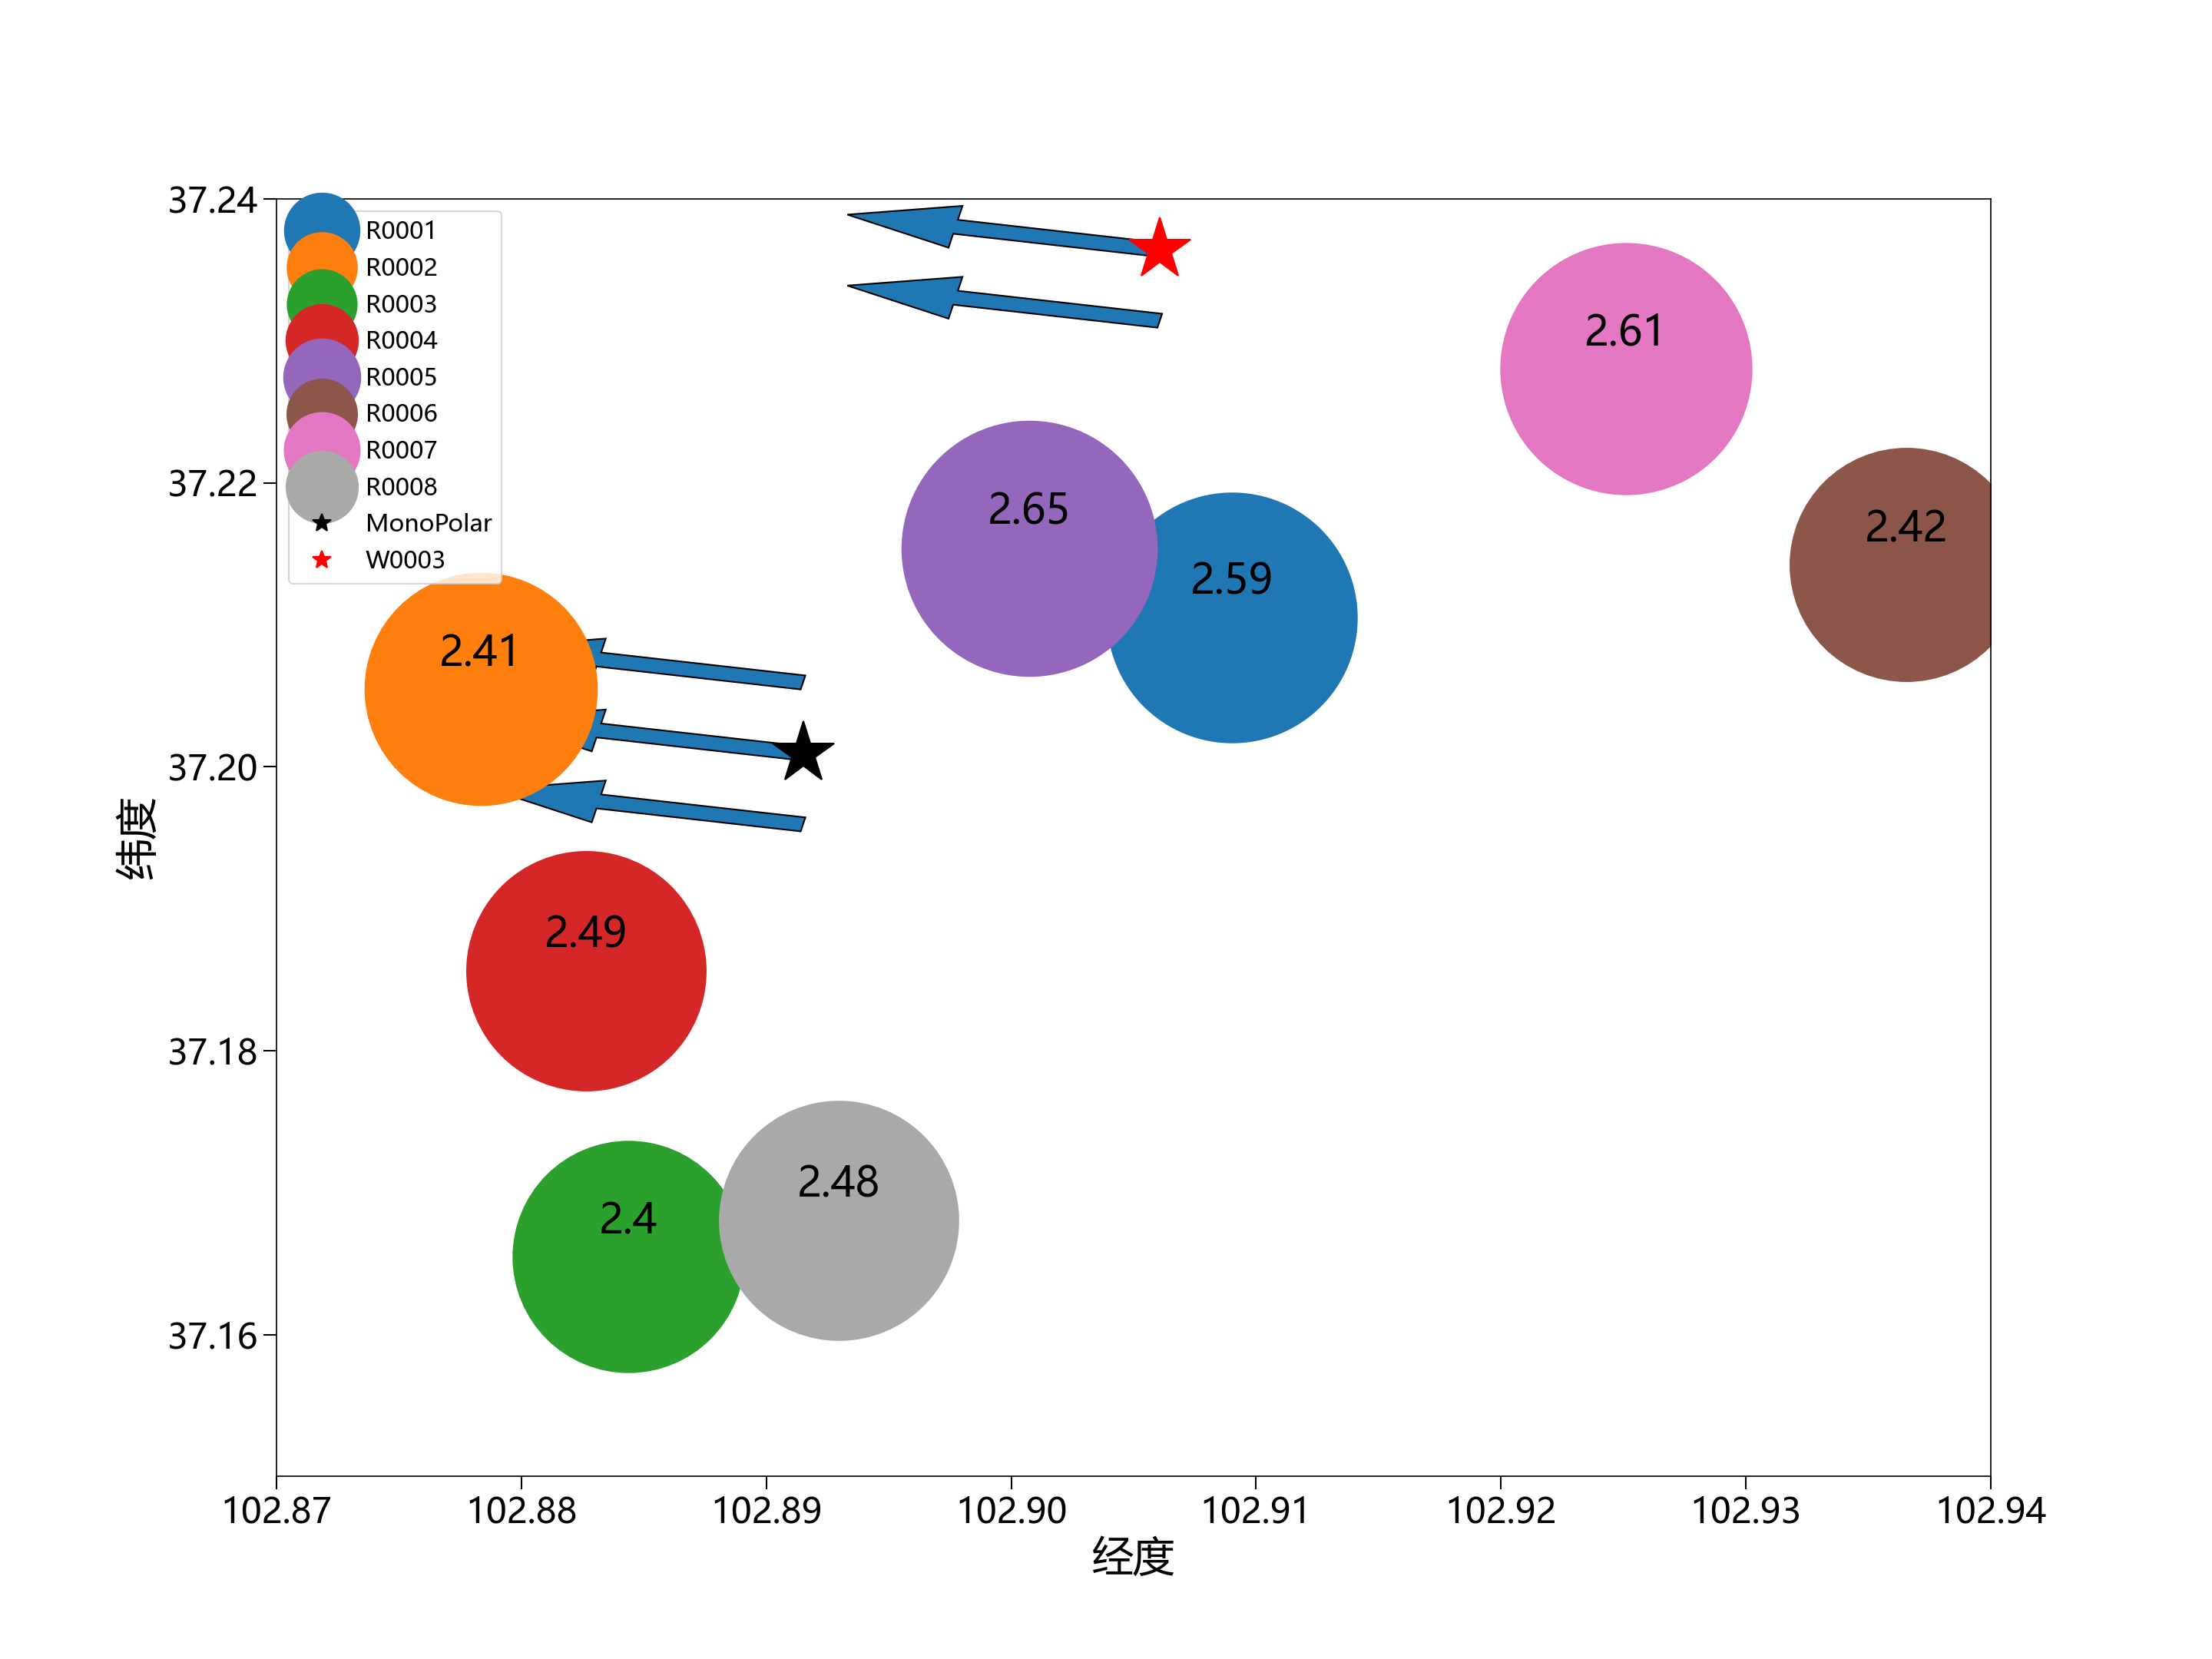 37.24
37.22
37.20
37.18
37.16
纬度
R0001
R0002
R0003
R0004
R0005
R0006
R0007
R0008
MonoPolar
W0003
2.61
2.65
2.42
2.59
2.41
2.49
2.48
2.4
102.87 102.88 102.89 102.90 102.91 102.92 102.93 102.94
经度